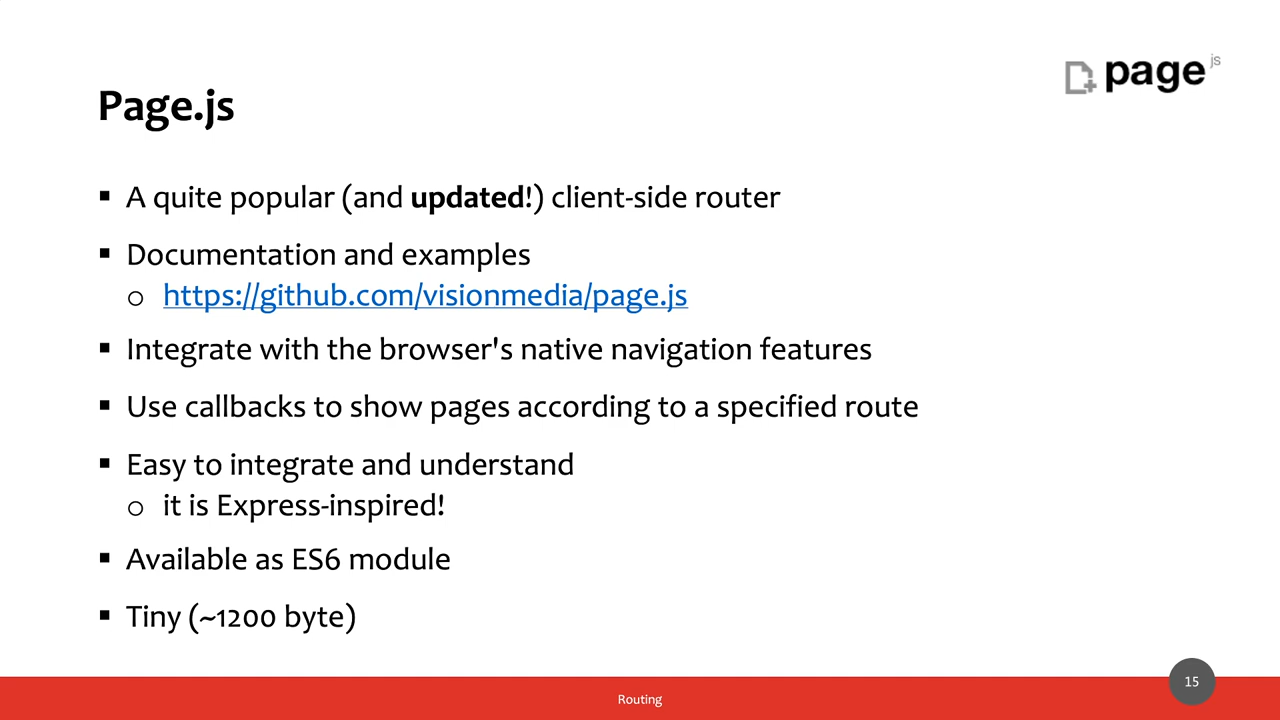 page js
Page.js
▪ A quite popular (and updated!) client-side router
▪ Documentation and examples
o https://github.com/visionmedia/page.js
▪ Integrate with the browser's native navigation features
▪ Use callbacks to show pages according to a specified route
▪ Easy to integrate and understand
o it is Express-inspired!
▪ Available as ES6 module
▪ Tiny (~1200 byte)
15
Routing